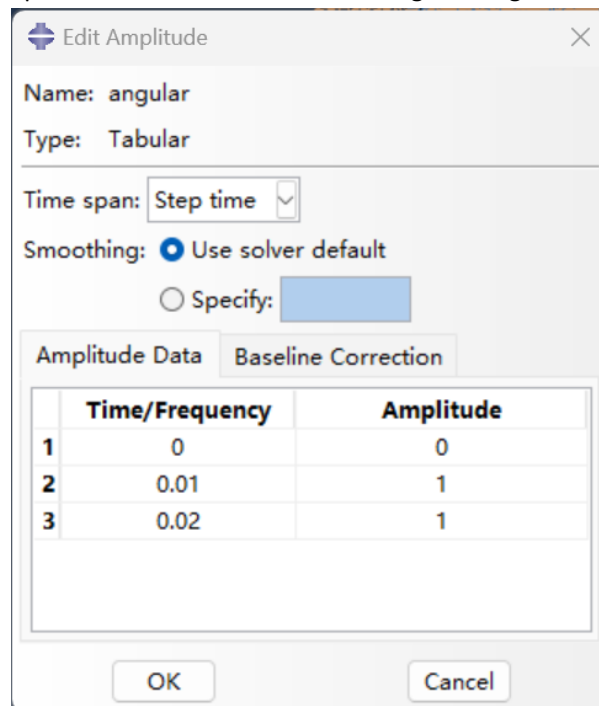 Edit Amplitude
Name: angular
Type: Tabular
Time span: Step time
Smoothing: Use solver default
Specify:
Amplitude Data Baseline Correction
Time/Frequency Amplitude
1 0 0
2 0.01 1
3 0.02 1
OK Cancel